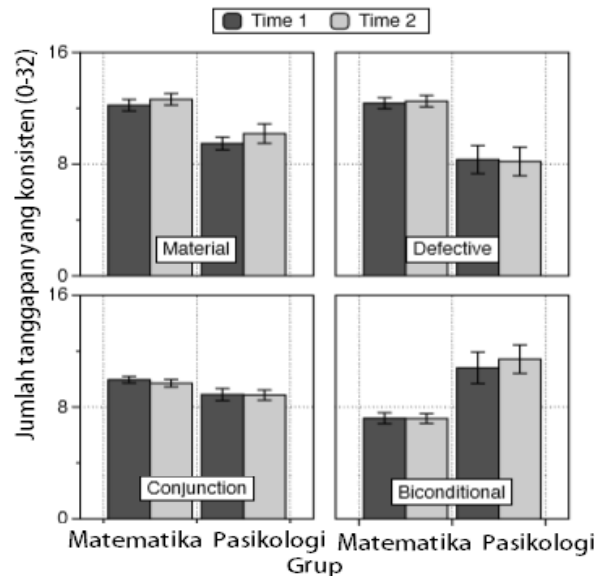 Time 1 Time 2
Jumlah tanggapan yang konsisten (0-32)
16
8
0
Material
Defective
16
8
0
Conjunction
Biconditional
Matematika Pasikologi Matematika Pasikologi
Grup